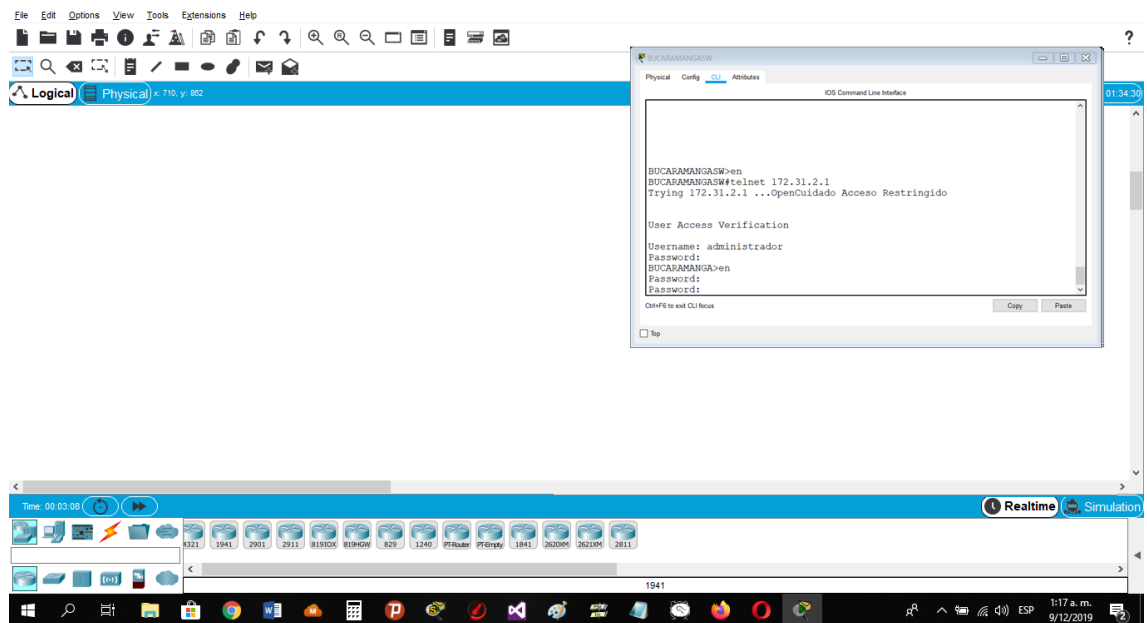 File Edit Options View Tools Extensions Help
?
Logical Physical x: 710, y: 862
01:34:30
BUCARAMANGASW
Physical Config CLI Attributes
IOS Command Line Interface
BUCARAMANGASW>en
BUCARAMANGASW#telnet 172.31.2.1
Trying 172.31.2.1 ...OpenCuidado Acceso Restringido
User Access Verification
Username: administrador
Password:
BUCARAMANGA>en
Password:
Password:
Ctrl+F6 to exit CLI focus
Copy Paste
Top
Time: 00:03:08
Realtime Simulation
4321 1941 2901 2911 819IOX 819HGW 829 1240 PT-Router PT-Empty 1841 2620XM 2621XM 2811
1941
ESP
1:17 a. m.
9/12/2019
2